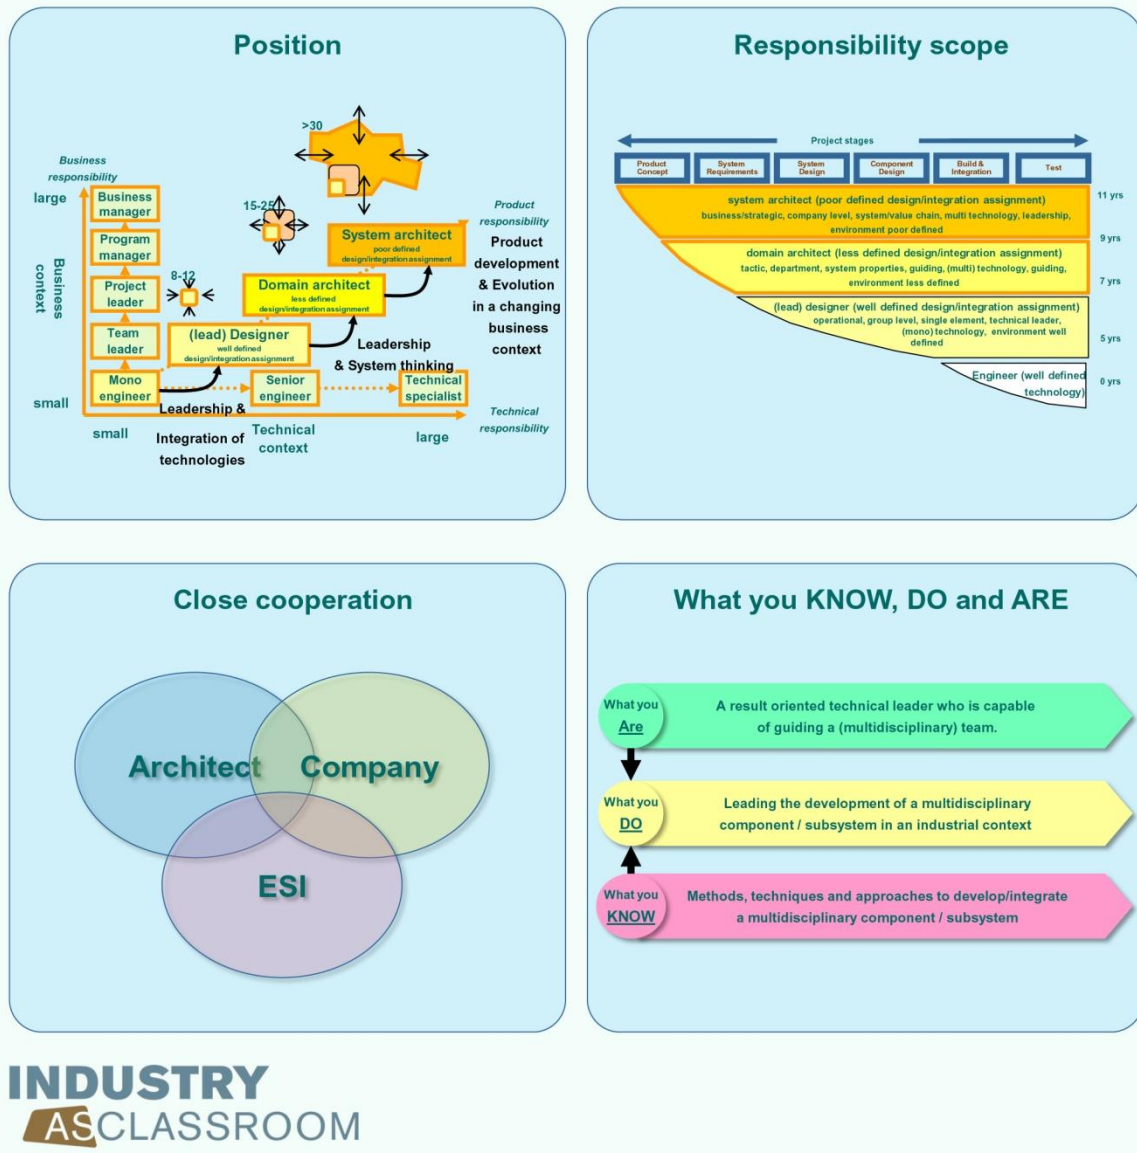 Position
>30
Business
responsibility
large
Business
manager
15-25
Product
responsibility
System architect
poor defined
design/integration assignment
Product
development
& Evolution
in a changing
business
context
Program
manager
Business
context
8-12
Domain architect
less defined
design/integration assignment
Project
leader
Team
leader
(lead) Designer
well defined
design/integration assignment
Leadership
& System thinking
Mono
engineer
Senior
engineer
Technical
specialist
small
Leadership &
Integration of
technologies
Technical
responsibility
small
Technical
context
large
Responsibility scope
Project stages
Product
Concept
System
Requirements
System
Design
Component
Design
Build &
Integration
Test
system architect (poor defined design/integration assignment)
business/strategic, company level, system/value chain, multi technology, leadership,
environment poor defined
11 yrs
9 yrs
domain architect (less defined design/integration assignment)
tactic, department, system properties, guiding, (multi) technology, guiding,
environment less defined
7 yrs
(lead) designer (well defined design/integration assignment)
operational, group level, single element, technical leader,
(mono) technology, environment well
defined
5 yrs
Engineer (well defined
technology)
0 yrs
Close cooperation
Architect
Company
ESI
What you KNOW, DO and ARE
What you
Are
A result oriented technical leader who is capable
of guiding a (multidisciplinary) team.
What you
DO
Leading the development of a multidisciplinary
component / subsystem in an industrial context
What you
KNOW
Methods, techniques and approaches to develop/integrate
a multidisciplinary component / subsystem
INDUSTRY
ASCLASSROOM